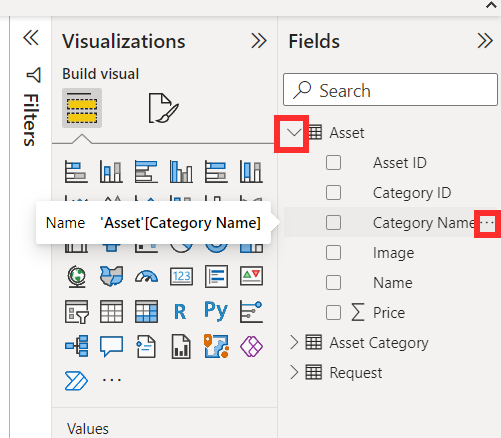 Filters
Visualizations
Build visual
Name 'Asset'[Category Name]
123
R
Py
...
Values
Fields
Search
Asset
Asset ID
Category ID
Category Name ...
Image
Name
Σ Price
Asset Category
Request